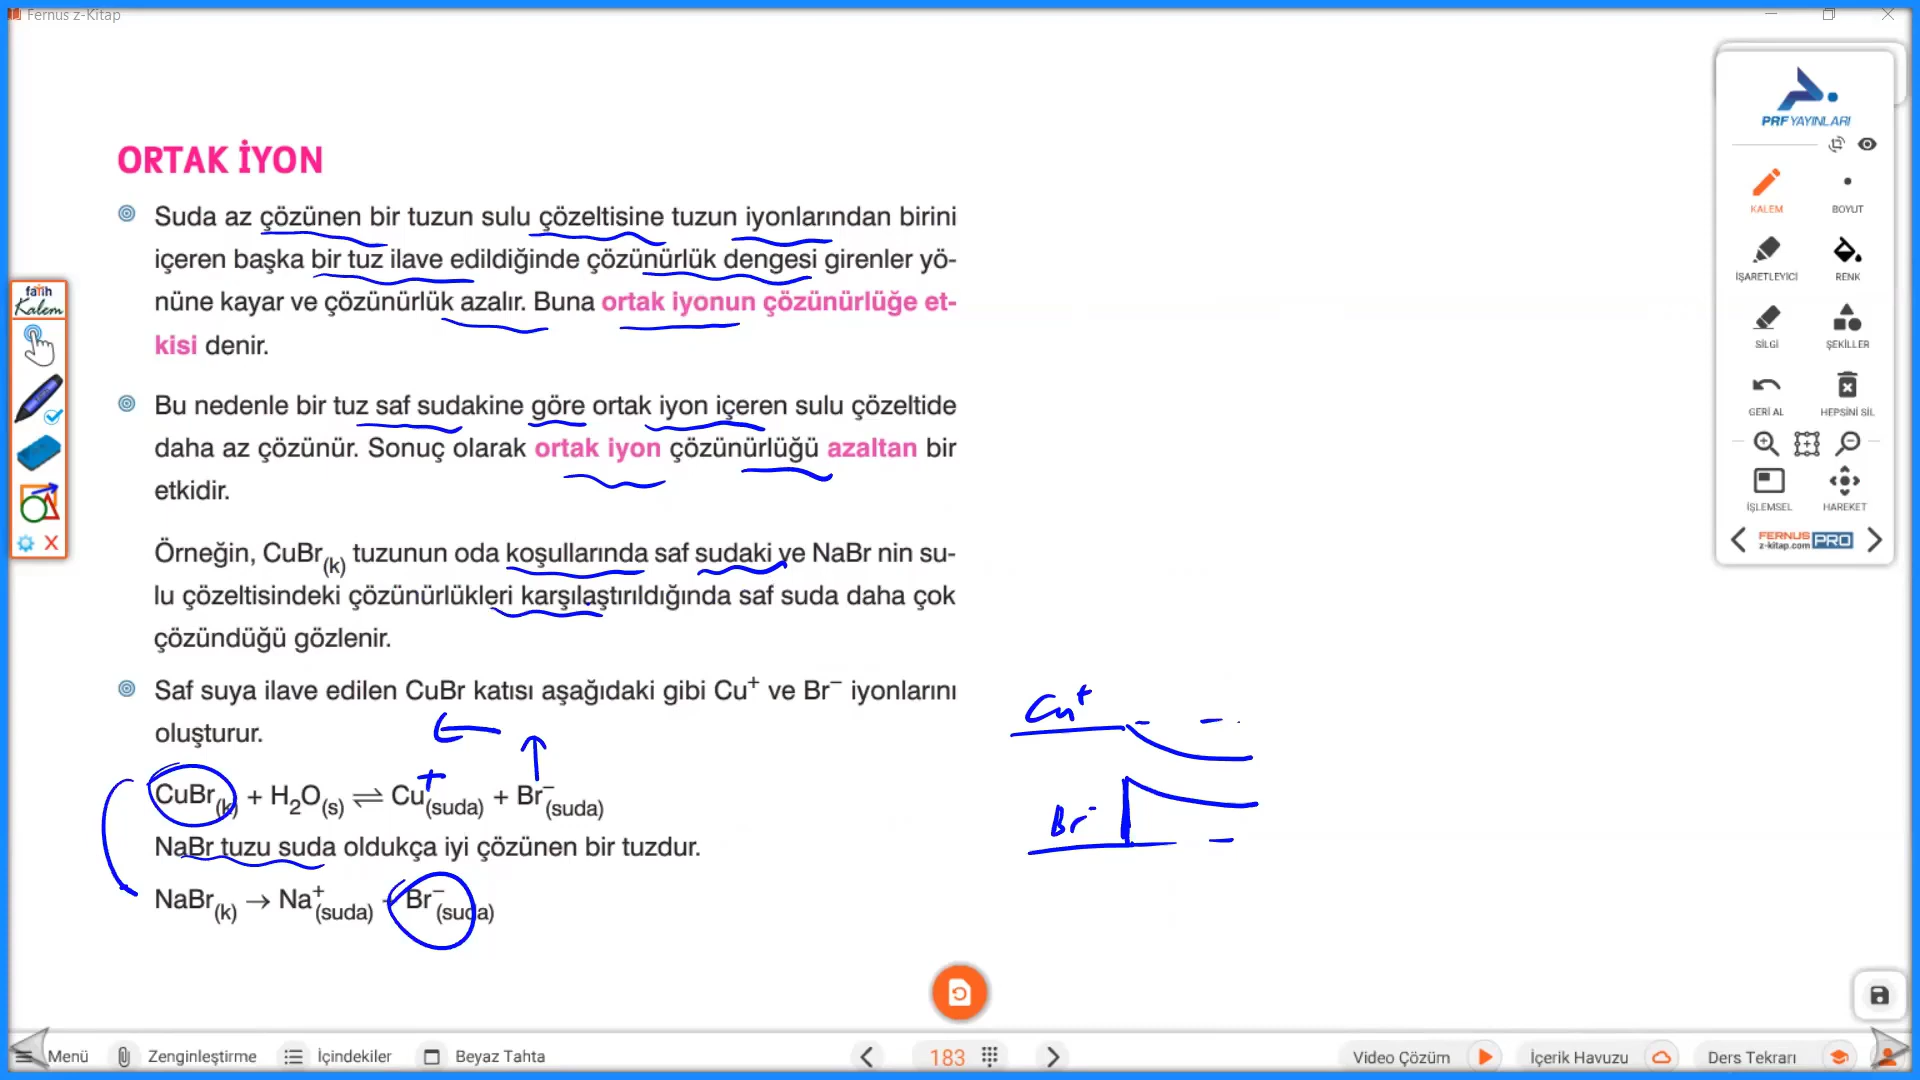 Fernus z-Kitap
ORTAK İYON
Suda az çözünen bir tuzun sulu çözeltisine tuzun iyonlarından birini
içeren başka bir tuz ilave edildiğinde çözünürlük dengesi girenler yö-
nüne kayar ve çözünürlük azalır. Buna ortak iyonun çözünürlüğe et-
kisi denir.
Bu nedenle bir tuz saf sudakine göre ortak iyon içeren sulu çözeltide
daha az çözünür. Sonuç olarak ortak iyon çözünürlüğü azaltan bir
etkidir.
Örneğin, CuBr(k) tuzunun oda koşullarında saf sudaki ve NaBr nin su-
lu çözeltisindeki çözünürlükleri karşılaştırıldığında saf suda daha çok
çözündüğü gözlenir.
Saf suya ilave edilen CuBr katısı aşağıdaki gibi Cu⁺ ve Br⁻ iyonlarını
oluşturur.
CuBr(k) + H₂O(s) ⇌ Cu⁺(suda) + Br⁻(suda)
NaBr tuzu suda oldukça iyi çözünen bir tuzdur.
NaBr(k) → Na⁺(suda) + Br⁻(suda)
Cu⁺
Br⁻
fatih
Kalem
PRF YAYINLARI
KALEM
BOYUT
İŞARETLEYİCİ
RENK
SİLGİ
ŞEKİLLER
GERİ AL
HEPSİNİ SİL
İŞLEMSEL
HAREKET
FERNUS
z-kitap.com
PRO
Menü
Zenginleştirme
İçindekiler
Beyaz Tahta
183
Video Çözüm
İçerik Havuzu
Ders Tekrarı